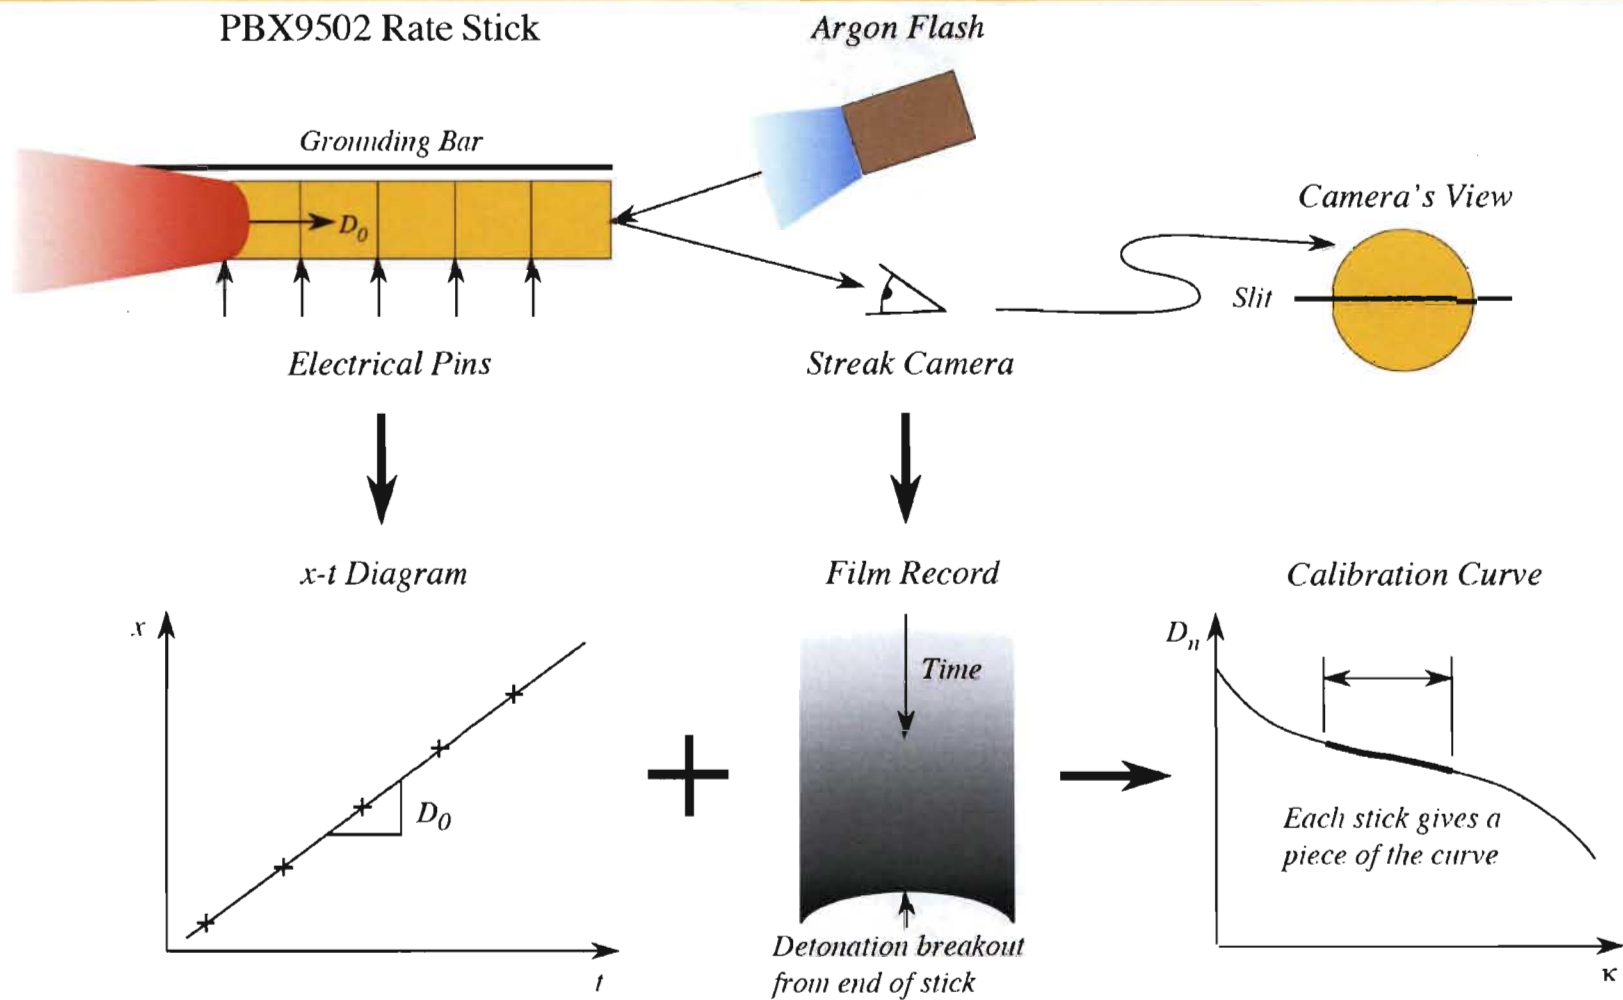 PBX9502 Rate Stick
Argon Flash
Grounding Bar
D0
Camera's View
Slit
Electrical Pins
Streak Camera
x-t Diagram
Film Record
Calibration Curve
x
D0
t
Time
Detonation breakout
from end of stick
Dn
Each stick gives a
piece of the curve
κ